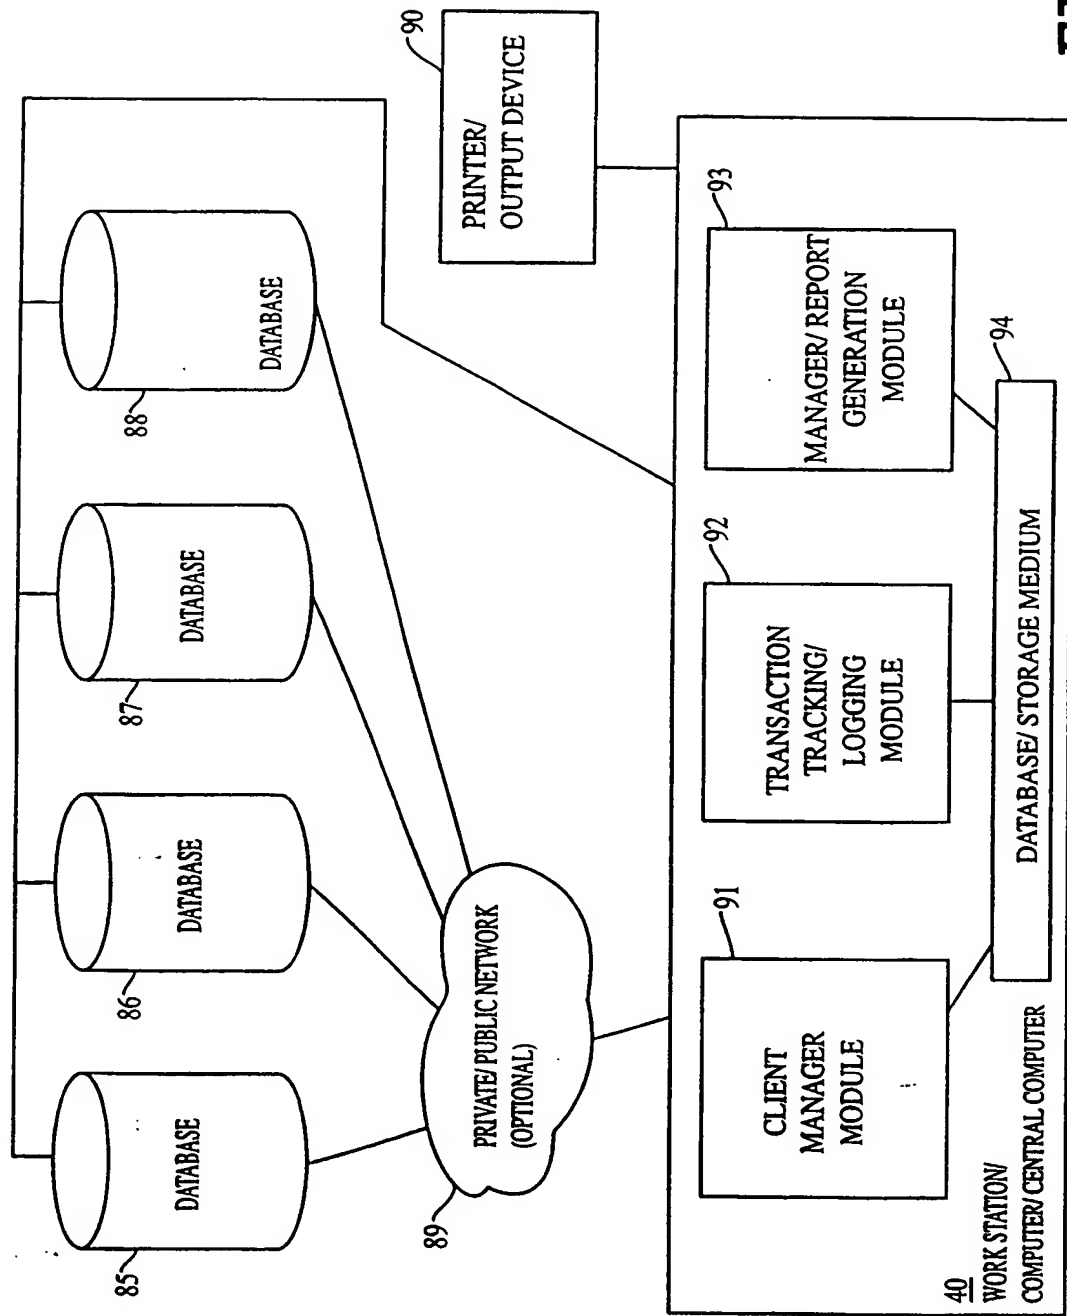 85
DATABASE
86
DATABASE
87
DATABASE
88
DATABASE
89
PRIVATE/PUBLIC NETWORK
(OPTIONAL)
90
PRINTER/
OUTPUT DEVICE
91
CLIENT
MANAGER
MODULE
92
TRANSACTION
TRACKING/
LOGGING
MODULE
93
MANAGER/REPORT
GENERATION
MODULE
94
DATABASE/ STORAGE MEDIUM
40
WORK STATION/
COMPUTER/CENTRAL COMPUTER